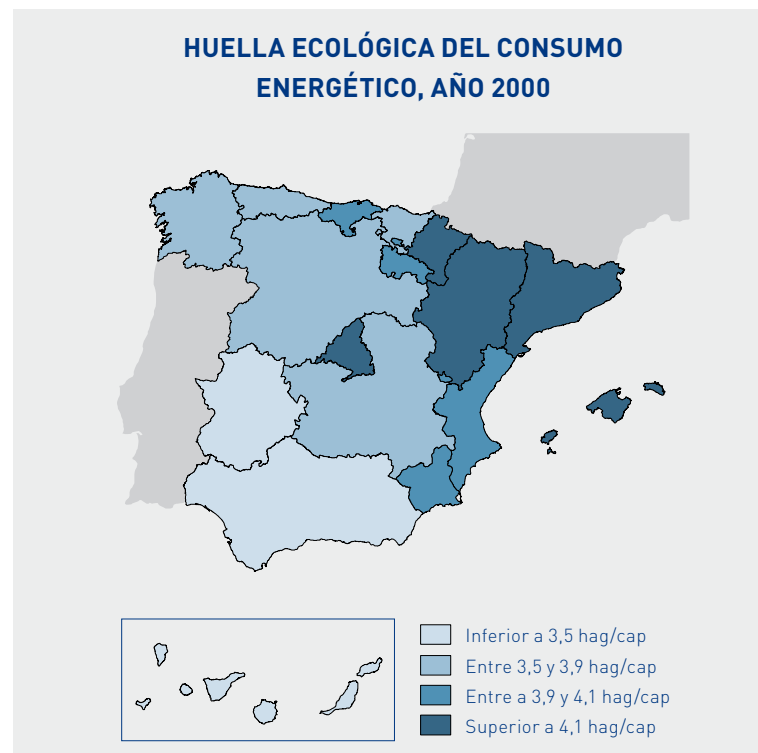 HUELLA ECOLÓGICA DEL CONSUMO
ENERGÉTICO, AÑO 2000
Inferior a 3,5 hag/cap
Entre 3,5 y 3,9 hag/cap
Entre a 3,9 y 4,1 hag/cap
Superior a 4,1 hag/cap